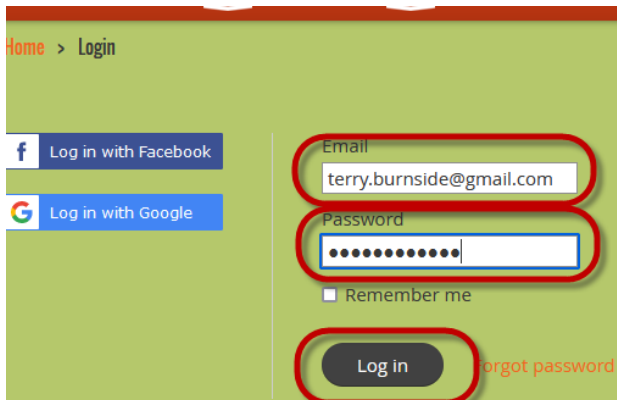 Home > Login
f Log in with Facebook
G Log in with Google
Email
terry.burnside@gmail.com
Password
●●●●●●●●●●●●
Remember me
Log in
Forgot password